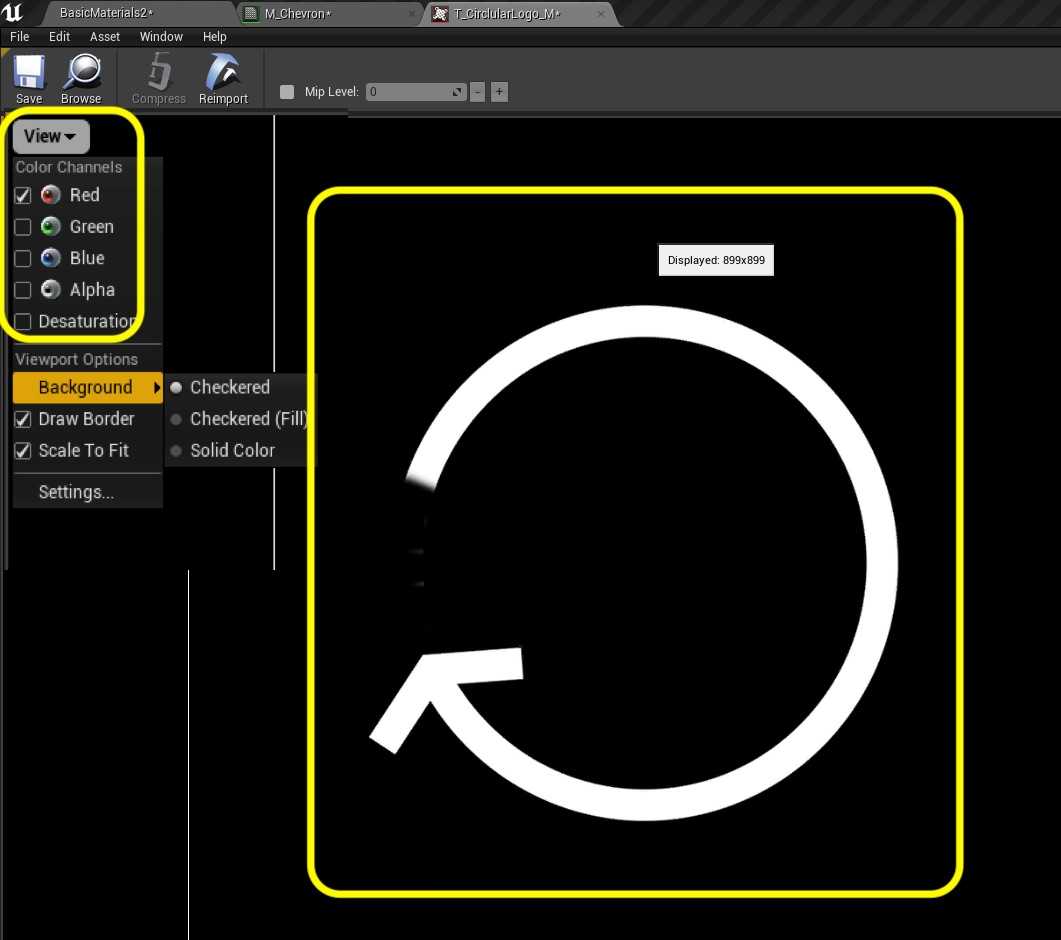 BasicMaterials2*
M_Chevron*
T_CirclularLogo_M*
File Edit Asset Window Help
Save Browse Compress Reimport Mip Level: 0 - +
View
Color Channels
Red
Green
Blue
Alpha
Desaturation
Viewport Options
Background
Draw Border
Scale To Fit
Settings...
Checkered
Checkered (Fill)
Solid Color
Displayed: 899x899